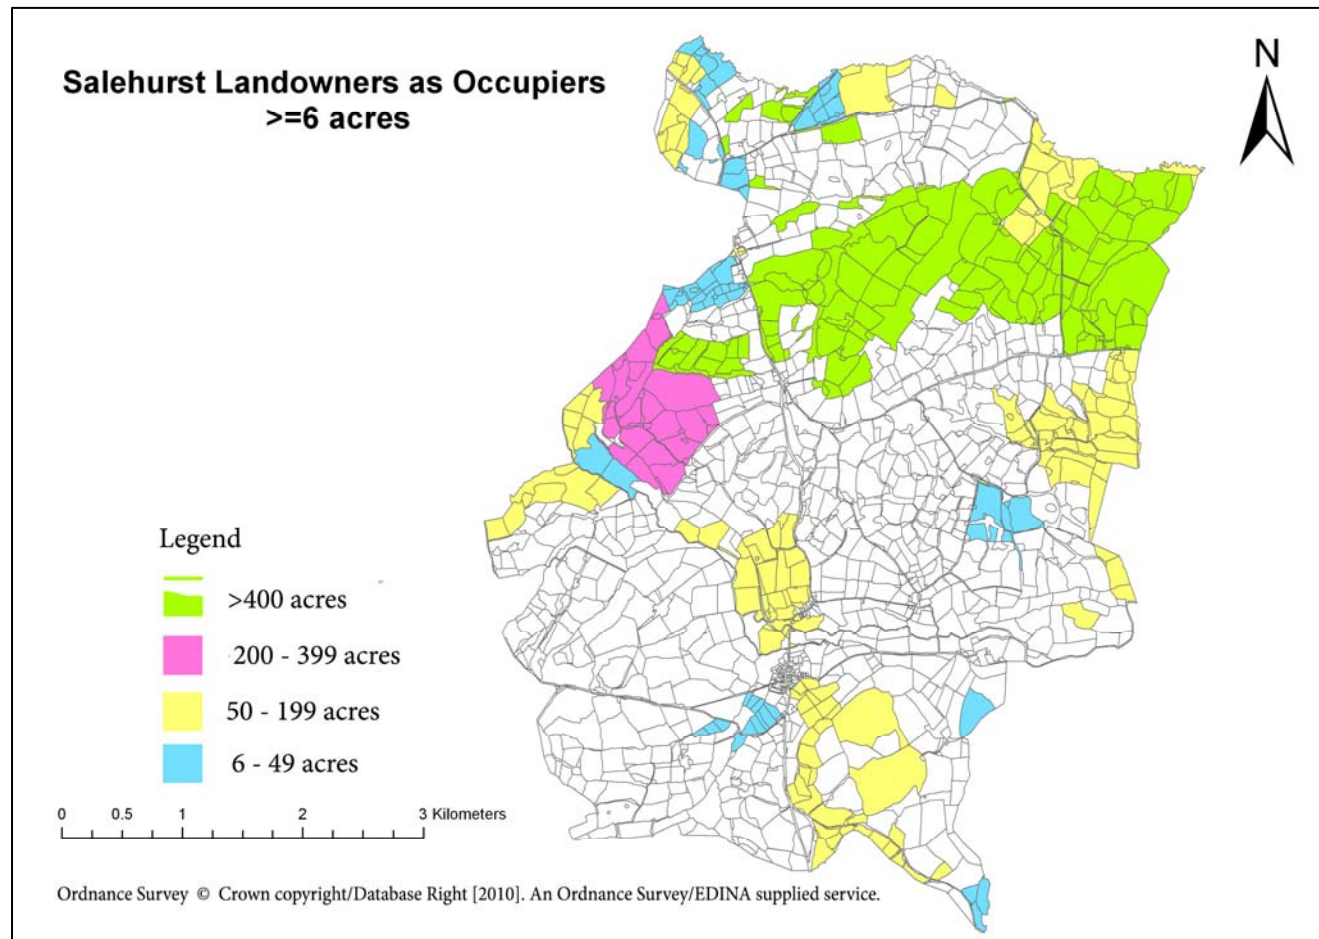 Salehurst Landowners as Occupiers
>=6 acres
N
Legend
>400 acres
200 - 399 acres
50 - 199 acres
6 - 49 acres
0 0.5 1 2 3 Kilometers
Ordnance Survey © Crown copyright/Database Right [2010]. An Ordnance Survey/EDINA supplied service.